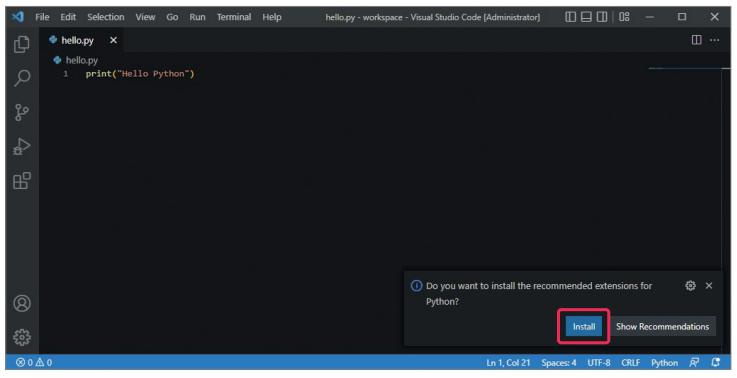 File Edit Selection View Go Run Terminal Help hello.py - workspace - Visual Studio Code [Administrator]
hello.py
hello.py
1 print("Hello Python")
Do you want to install the recommended extensions for
Python?
Install Show Recommendations
0 0 Ln 1, Col 21 Spaces: 4 UTF-8 CRLF Python